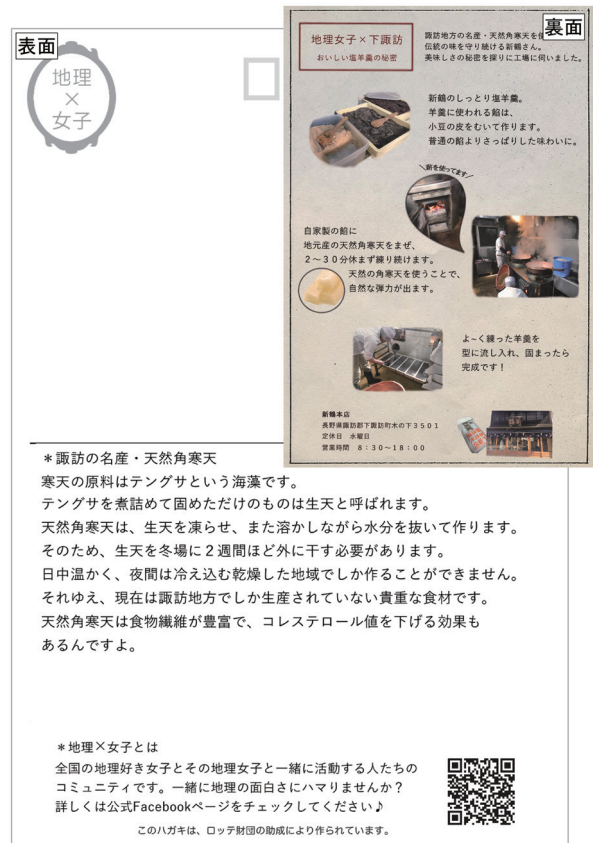 表面
地理
×
女子
裏面
地理女子×下諏訪
おいしい塩羊羹の秘密
諏訪地方の名産・天然角寒天を使
伝統の味を守り続ける新鶴さん。
美味しさの秘密を探りに工場に伺いました。
新鶴のしっとり塩羊羹。
羊羹に使われる餡は、
小豆の皮をむいて作ります。
普通の餡よりさっぱりした味わいに。
薪を使ってます
自家製の餡に
地元産の天然角寒天をまぜ、
２～３０分休まず練り続けます。
天然の角寒天を使うことで、
自然な弾力が出ます。
よ～く練った羊羹を
型に流し入れ、固まったら
完成です！
新鶴本店
長野県諏訪郡下諏訪町木の下３５０１
定休日　水曜日
営業時間　８：３０～１８：００
＊諏訪の名産・天然角寒天
寒天の原料はテングサという海藻です。
テングサを煮詰めて固めただけのものは生天と呼ばれます。
天然角寒天は、生天を凍らせ、また溶かしながら水分を抜いて作ります。
そのため、生天を冬場に２週間ほど外に干す必要があります。
日中温かく、夜間は冷え込む乾燥した地域でしか作ることができません。
それゆえ、現在は諏訪地方でしか生産されていない貴重な食材です。
天然角寒天は食物繊維が豊富で、コレステロール値を下げる効果も
あるんですよ。
＊地理×女子とは
全国の地理好き女子とその地理女子と一緒に活動する人たちの
コミュニティです。一緒に地理の面白さにハマりませんか？
詳しくは公式Facebookページをチェックしてください♪
このハガキは、ロッテ財団の助成により作られています。